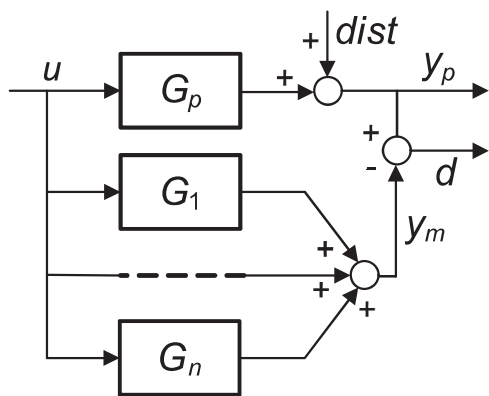 dist
+
u
G_p
+
y_p
+
-
d
G_1
y_m
+
+
+
G_n